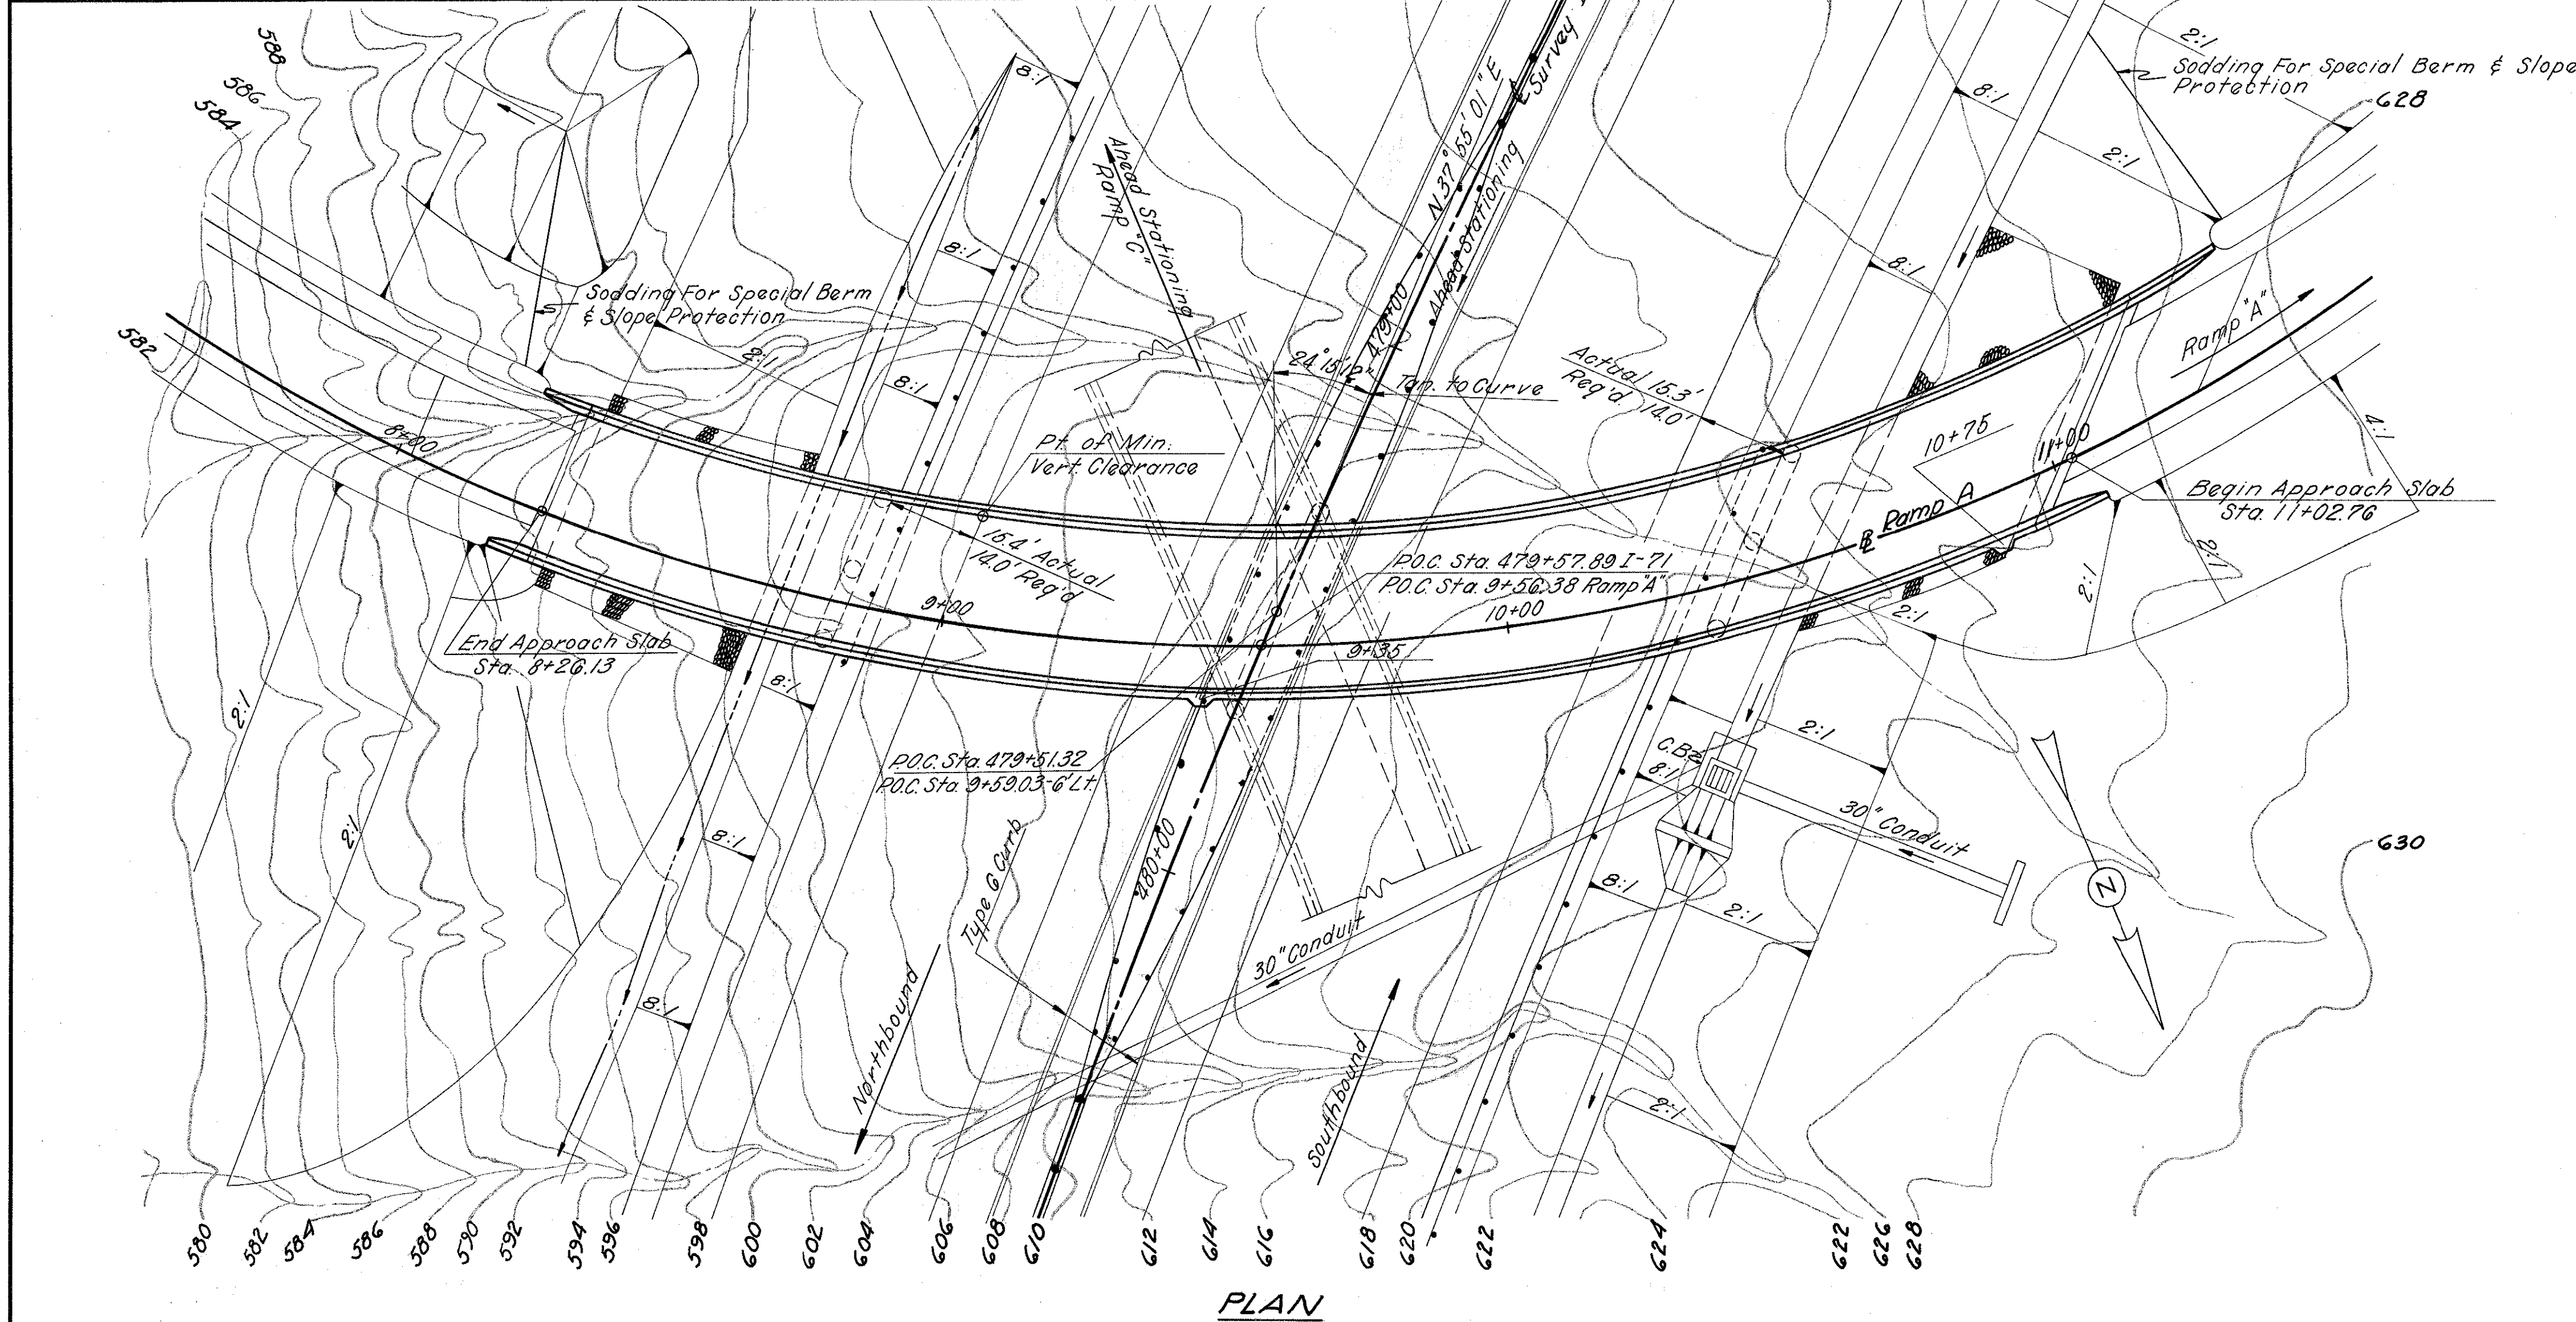 2:1
Sodding For Special Berm & Slope
Protection
628
588
586
584
8:1
8:1
2:1
N 37° 55' 01" E
℄ Survey
Ahead Stationing
Ramp "C"
Ahead Stationing
479+00
8:1
8:1
Sodding For Special Berm
& Slope Protection
582
2:1
8:1
24° 15' 12"
Tan. to Curve
Actual 15.3'
Req'd. 14.0'
Ramp "A"
8+00
Pt. of Min.
Vert. Clearance
10+75
11+00
4:1
Begin Approach Slab
Sta. 11+02.76
15.4' Actual
14.0' Req'd
℄ Ramp A
P.O.C. Sta. 479+57.89 I-71
P.O.C. Sta. 9+56.38 Ramp "A"
9+00
10+00
2:1
2:1
2:1
9+35
End Approach Slab
Sta. 8+26.13
8:1
2:1
P.O.C. Sta. 479+51.32
P.O.C. Sta. 9+59.03-6' Lt.
C.B.
8:1
2:1
30" Conduit
N
630
480+00
Type 6 Curb
2:1
8:1
8:1
2:1
30" Conduit
8:1
Northbound
Southbound
2:1
580
582
584
586
588
590
592
594
596
598
600
602
604
606
608
610
612
614
616
618
620
622
624
622
626
628
PLAN